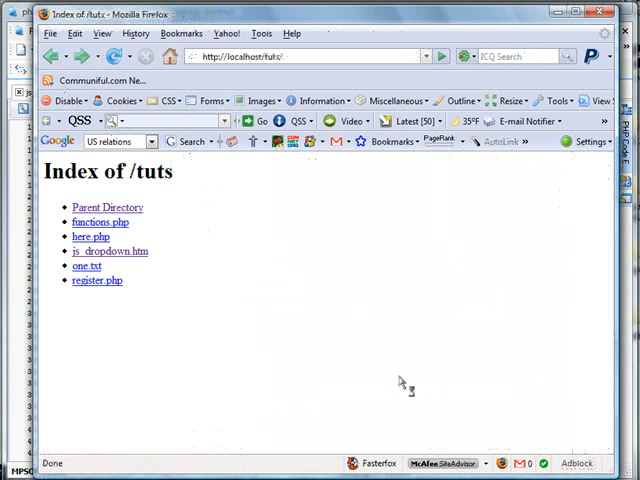 Index of /tuts - Mozilla Firefox
File Edit View History Bookmarks Yahoo! Tools Help
http://localhost/tuts/ ICQ Search
Communiful.com Ne...
Disable Cookies CSS Forms Images Information Miscellaneous Outline Resize Tools View S
QSS Go QSS Video Latest [50] 35°F E-mail Notifier
Google US relations Search Bookmarks PageRank AutoLink Settings
Index of /tuts
Parent Directory
functions.php
here.php
js_dropdown.htm
one.txt
register.php
Done Fasterfox McAfee SiteAdvisor 0 Adblock
MPSO